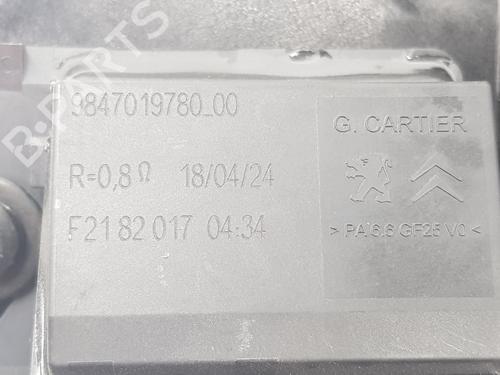 9847019780_00
G. CARTIER
R=0,8Ω 18/04/24
F21 82 017 04:34
> PA 6.6 GF25 V0 <
B-PARTS